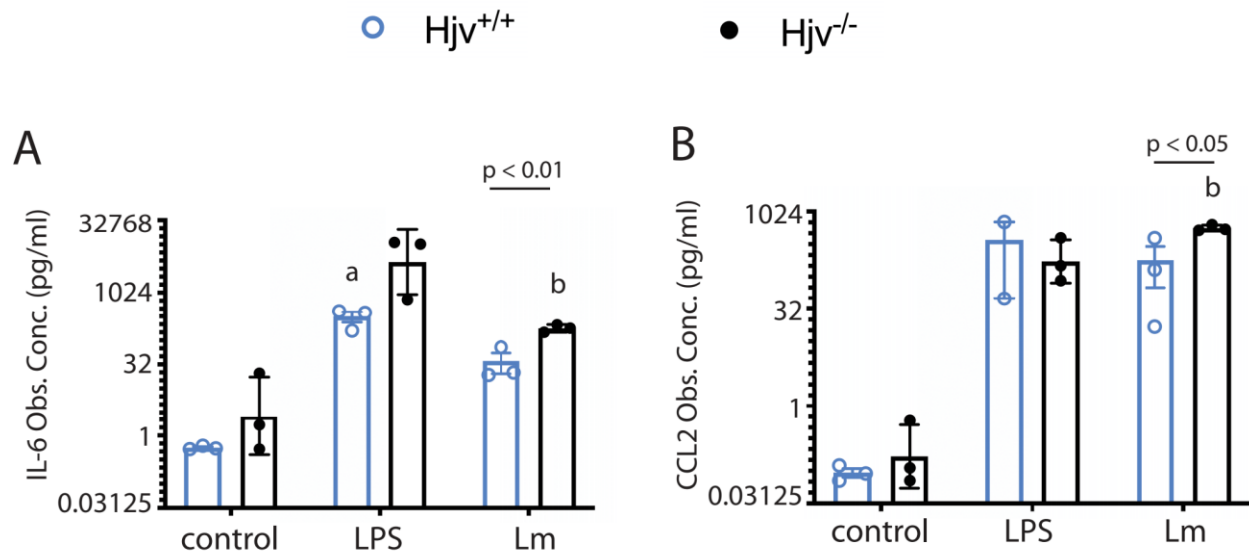 Hjv+/+ Hjv-/-
A
IL-6 Obs. Conc. (pg/ml)
32768
1024
32
1
0.03125
a
p < 0.01
b
control LPS Lm
B
CCL2 Obs. Conc. (pg/ml)
1024
32
1
0.03125
p < 0.05
b
control LPS Lm